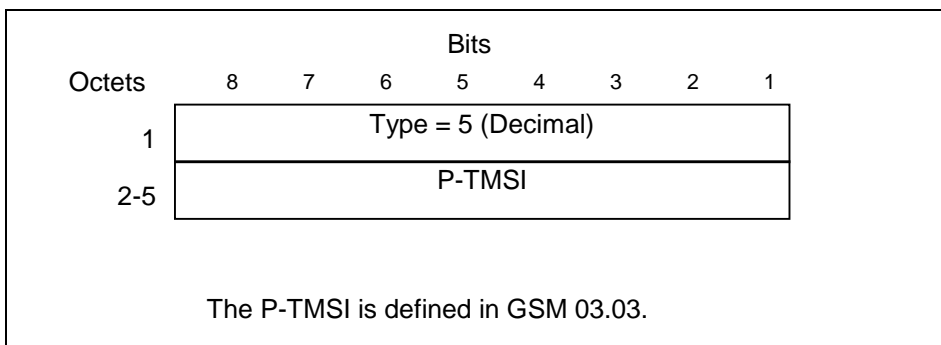 Bits
Octets 8 7 6 5 4 3 2 1
1 Type = 5 (Decimal)
2-5 P-TMSI
The P-TMSI is defined in GSM 03.03.